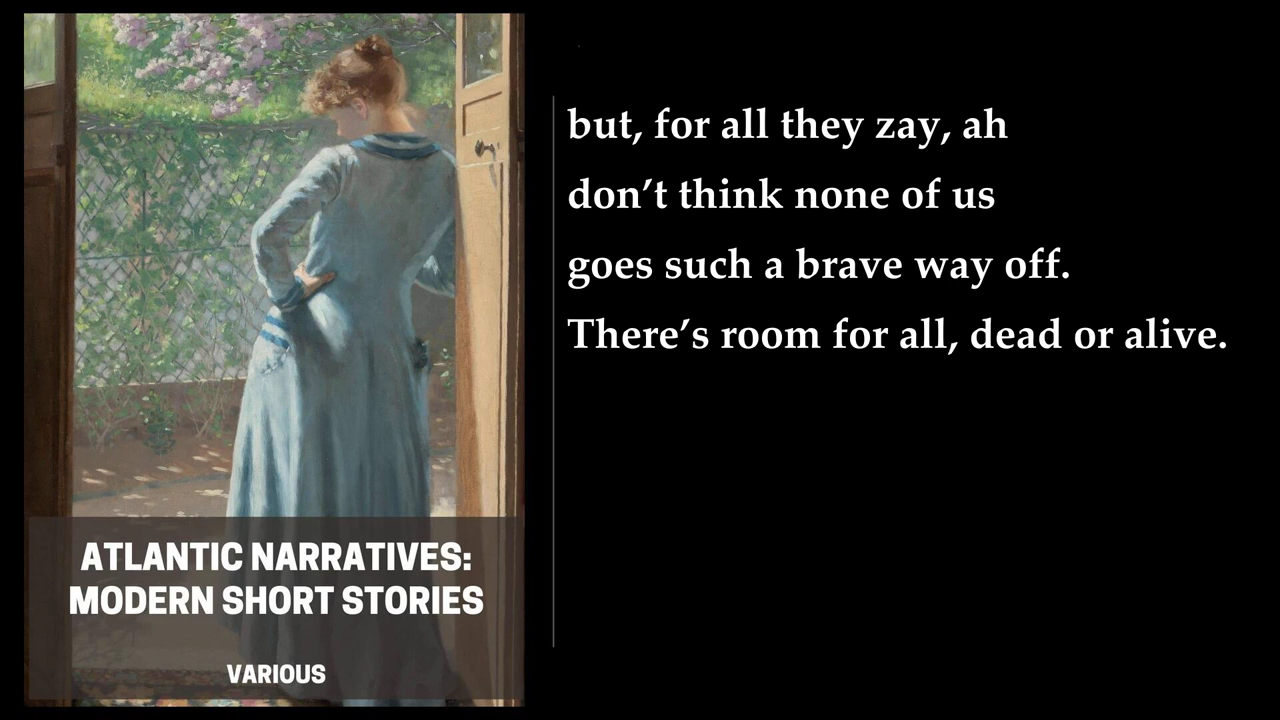 but, for all they zay, ah
don’t think none of us
goes such a brave way off.
There’s room for all, dead or alive.
ATLANTIC NARRATIVES:
MODERN SHORT STORIES
VARIOUS